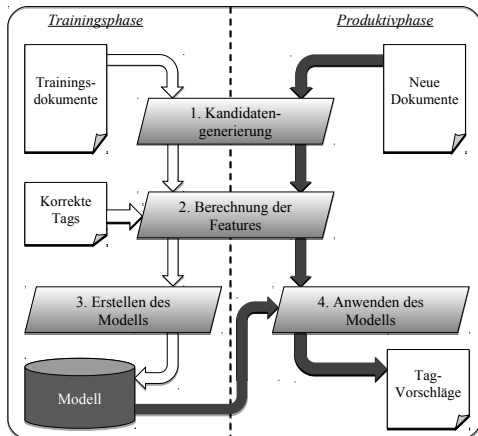 Trainingsphase
Produktivphase
Trainings-
dokumente
Neue
Dokumente
1. Kandidaten-
generierung
Korrekte
Tags
2. Berechnung der
Features
3. Erstellen des
Modells
4. Anwenden des
Modells
Modell
Tag-
Vorschläge